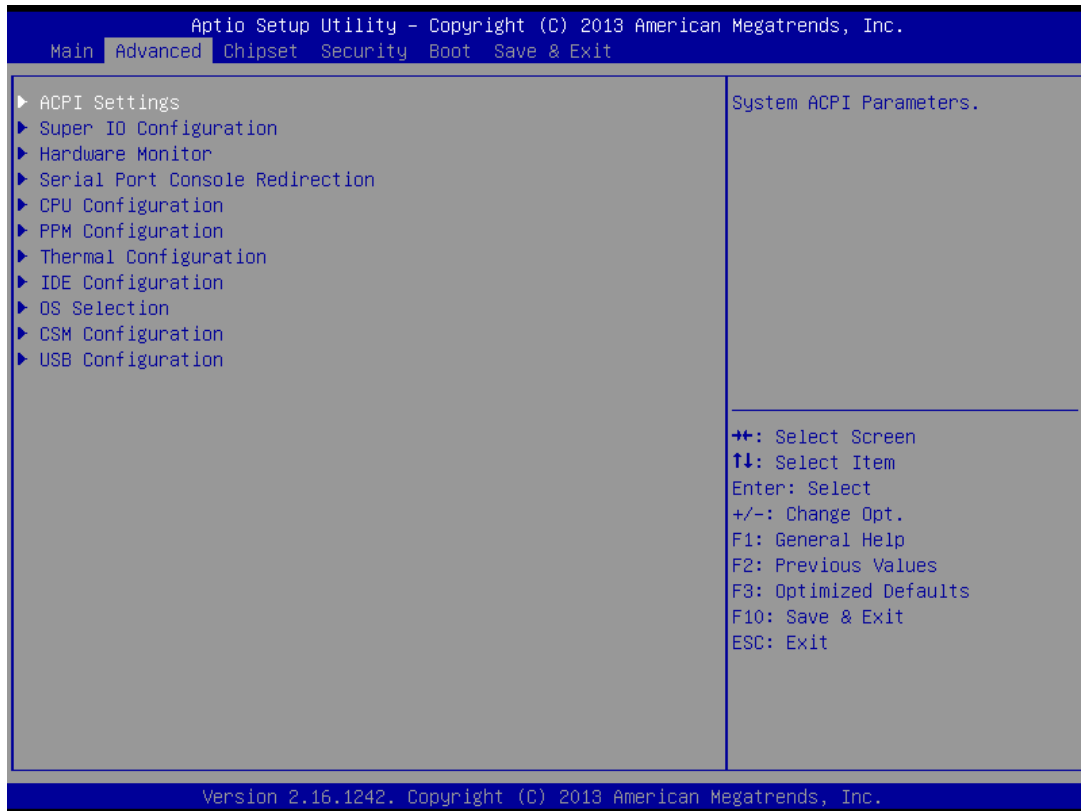 Aptio Setup Utility – Copyright (C) 2013 American Megatrends, Inc.
Main Advanced Chipset Security Boot Save & Exit
▶ ACPI Settings
▶ Super IO Configuration
▶ Hardware Monitor
▶ Serial Port Console Redirection
▶ CPU Configuration
▶ PPM Configuration
▶ Thermal Configuration
▶ IDE Configuration
▶ OS Selection
▶ CSM Configuration
▶ USB Configuration
System ACPI Parameters.
→←: Select Screen
↑↓: Select Item
Enter: Select
+/-: Change Opt.
F1: General Help
F2: Previous Values
F3: Optimized Defaults
F10: Save & Exit
ESC: Exit
Version 2.16.1242. Copyright (C) 2013 American Megatrends, Inc.